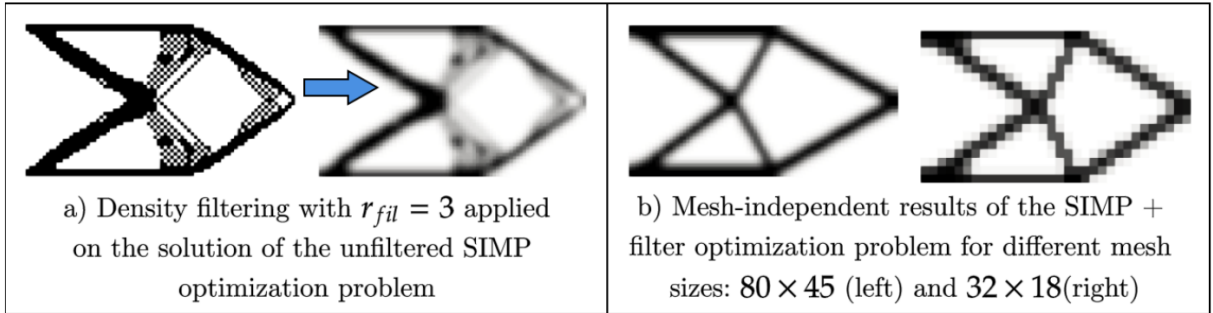 a) Density filtering with r_fil = 3 applied
on the solution of the unfiltered SIMP
optimization problem
b) Mesh-independent results of the SIMP +
filter optimization problem for different mesh
sizes: 80 × 45 (left) and 32 × 18(right)